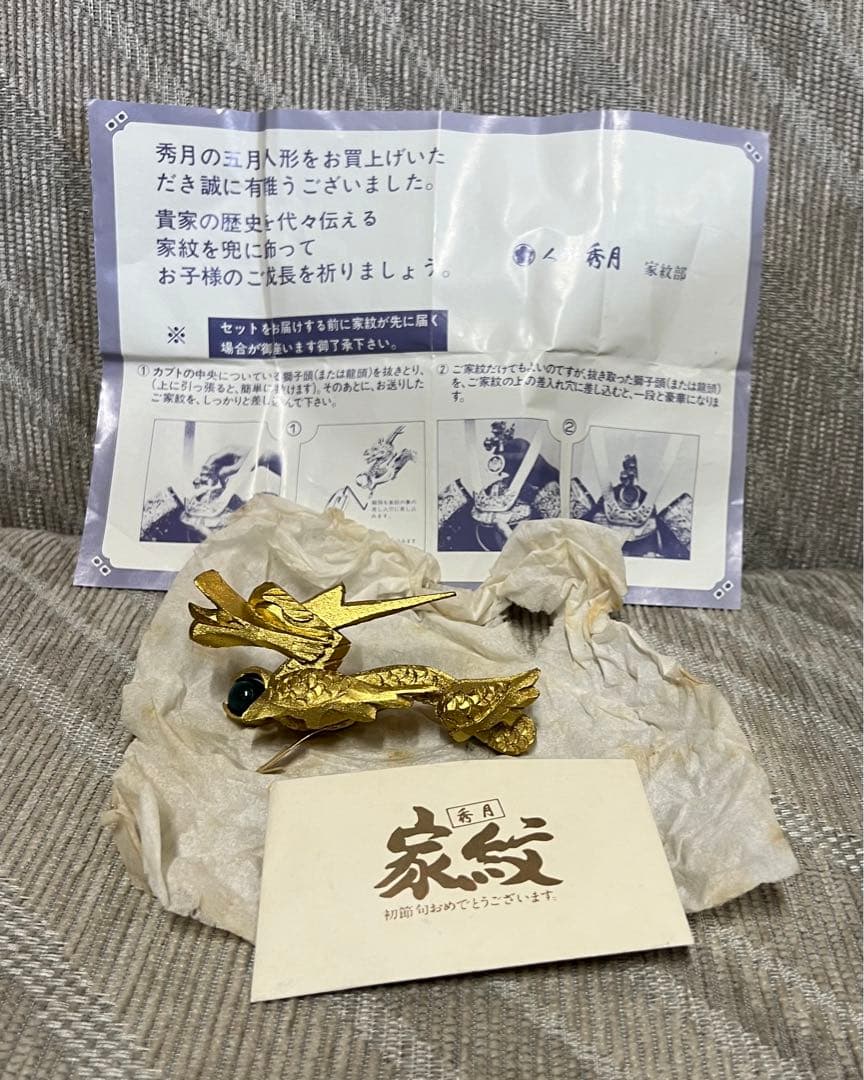 秀月の五月人形をお買上げいた
だき誠に有難うございました。
貴家の歴史を代々伝える
家紋を兜に飾って
お子様のご成長を祈りましょう。
人形秀月 家紋部
※ セットをお届けする前に家紋が先に届く
場合が御座います御了承下さい。
① カブトの中央についている獅子頭(または龍頭)を抜きとり、
(上に引っ張ると、簡単に抜けます)。そのあとに、お送りした
ご家紋を、しっかりと差し込んで下さい。
② ご家紋だけでもよいのですが、抜き取った獅子頭(または龍頭)
を、ご家紋の上の差入れ穴に差し込むと、一段と豪華になりま
す。
①
②
秀月
家紋
初節句おめでとうございます。